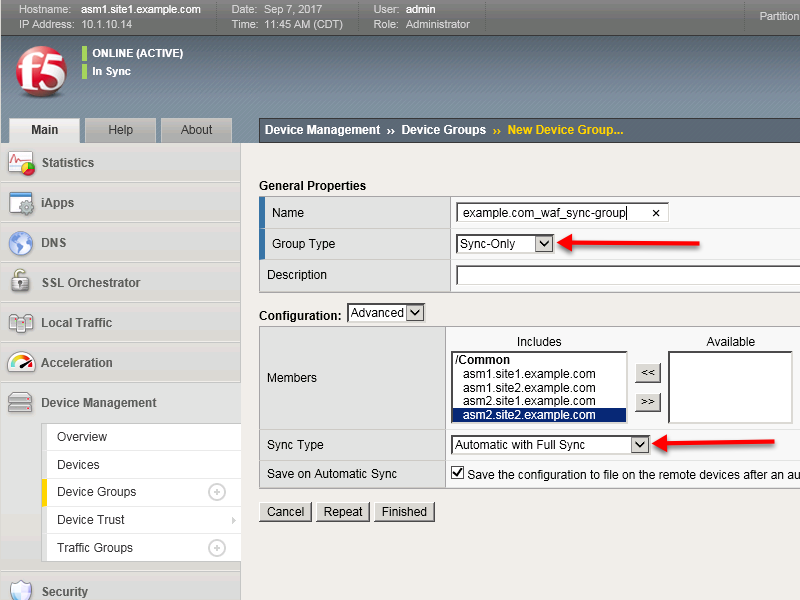 Hostname: asm1.site1.example.com Date: Sep 7, 2017 User: admin
IP Address: 10.1.10.14 Time: 11:45 AM (CDT) Role: Administrator
Partition
f5
ONLINE (ACTIVE)
In Sync
Main Help About
Device Management ›› Device Groups ›› New Device Group...
Statistics
iApps
DNS
SSL Orchestrator
Local Traffic
Acceleration
Device Management
Overview
Devices
Device Groups
Device Trust
Traffic Groups
Security
General Properties
Name example.com_waf_sync-group ×
Group Type Sync-Only
Description
Configuration: Advanced
Includes Available
Members
/Common
asm1.site1.example.com
asm1.site2.example.com
asm2.site1.example.com
asm2.site2.example.com
<<
>>
Sync Type Automatic with Full Sync
Save on Automatic Sync Save the configuration to file on the remote devices after an au
Cancel Repeat Finished